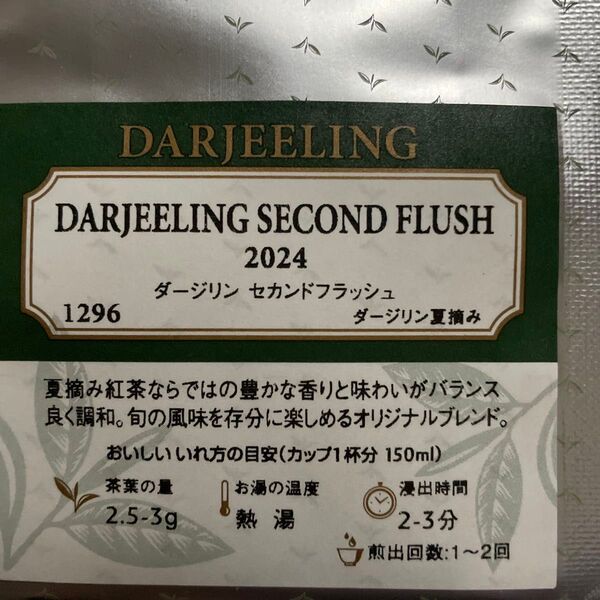 DARJEELING
DARJEELING SECOND FLUSH
2024
ダージリン セカンドフラッシュ
1296 ダージリン夏摘み
夏摘み紅茶ならではの豊かな香りと味わいがバランス
良く調和。旬の風味を存分に楽しめるオリジナルブレンド。
おいしい いれ方の目安(カップ1杯分 150ml)
茶葉の量 お湯の温度 浸出時間
2.5-3g 熱湯 2-3分
煎出回数:1〜2回